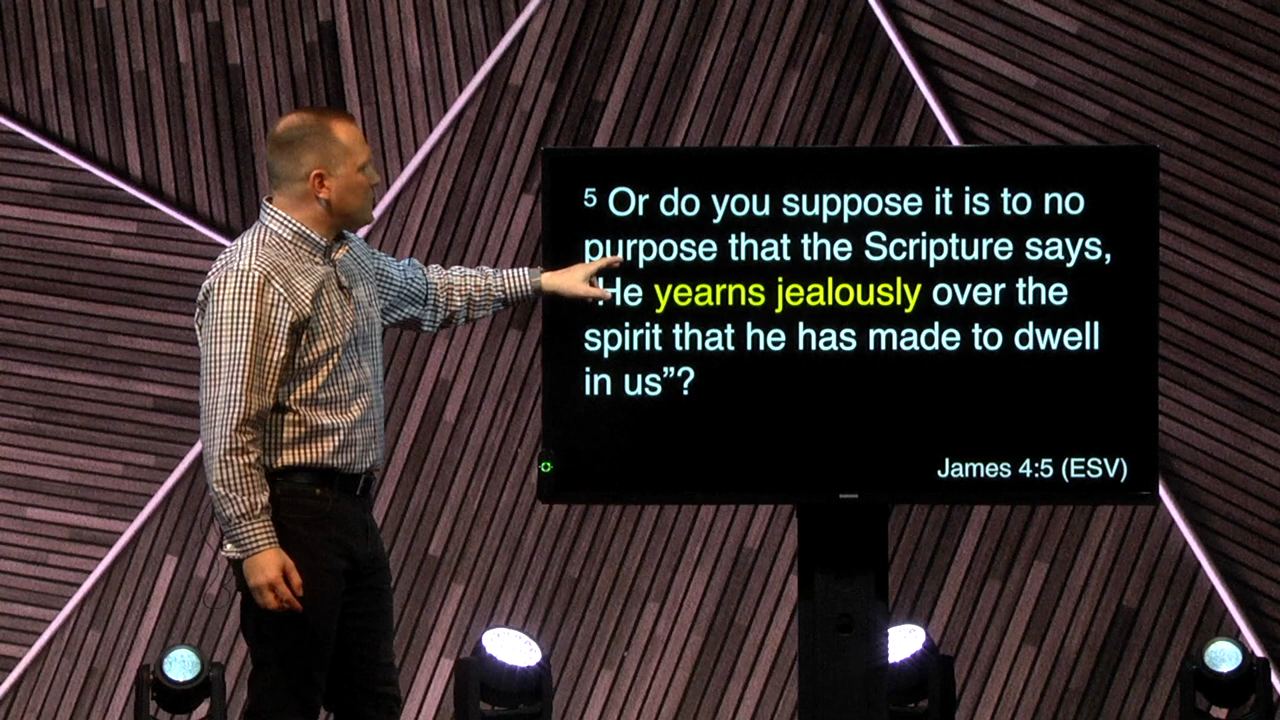 5 Or do you suppose it is to no
purpose that the Scripture says,
He yearns jealously over the
spirit that he has made to dwell
in us”?
James 4:5 (ESV)